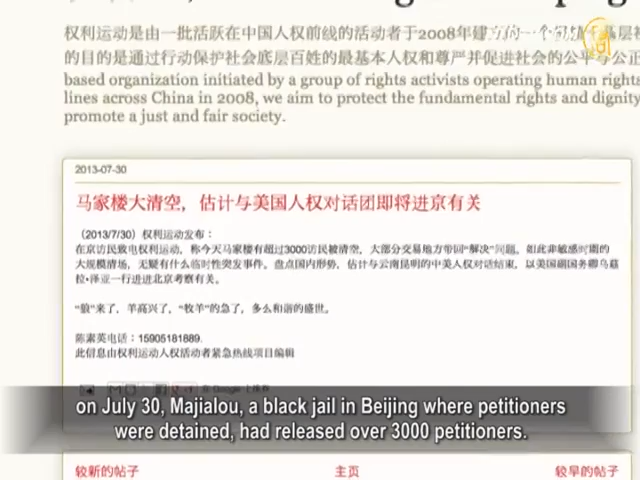 权利运动是由一批活跃在中国人权前线的活动者于2008年建
的目的是通过行动保护社会底层百姓的最基本人权和尊严并促进社会的公平与公正
based organization initiated by a group of rights activists operating human rights
lines across China in 2008, we aim to protect the fundamental rights and dignity
promote a just and fair society.
2013-07-30
马家楼大清空，估计与美国人权对话团即将进京有关
（2013/7/30）权利运动发布：
在京访民致电权利运动，称今天马家楼有超过3000访民被清空，大部分交易地方带回“解决”问题，如此非敏感时期的
大规模清场，无疑有什么临时性突发事件，盘点国内形势，估计与云南昆明的中美人权对话结束，以美国副国务卿乌兹
拉•泽亚一行进进北京考察有关。
“狼”来了，羊高兴了，“牧羊”的急了，多么和谐的盛世。
陈素英电话：15905181889.
此信息由权利运动人权活动者紧急热线项目编辑
on July 30, Majialou, a black jail in Beijing where petitioners
were detained, had released over 3000 petitioners.
较新的帖子
主页
较早的帖子